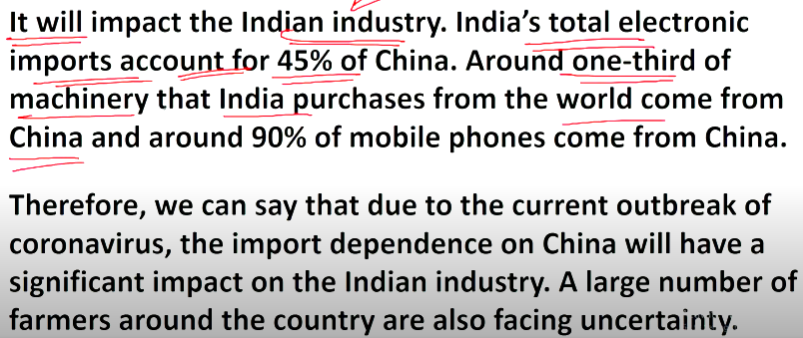 It will impact the Indian industry. India's total electronic
imports account for 45% of China. Around one-third of
machinery that India purchases from the world come from
China and around 90% of mobile phones come from China.
Therefore, we can say that due to the current outbreak of
coronavirus, the import dependence on China will have a
significant impact on the Indian industry. A large number of
farmers around the country are also facing uncertainty.